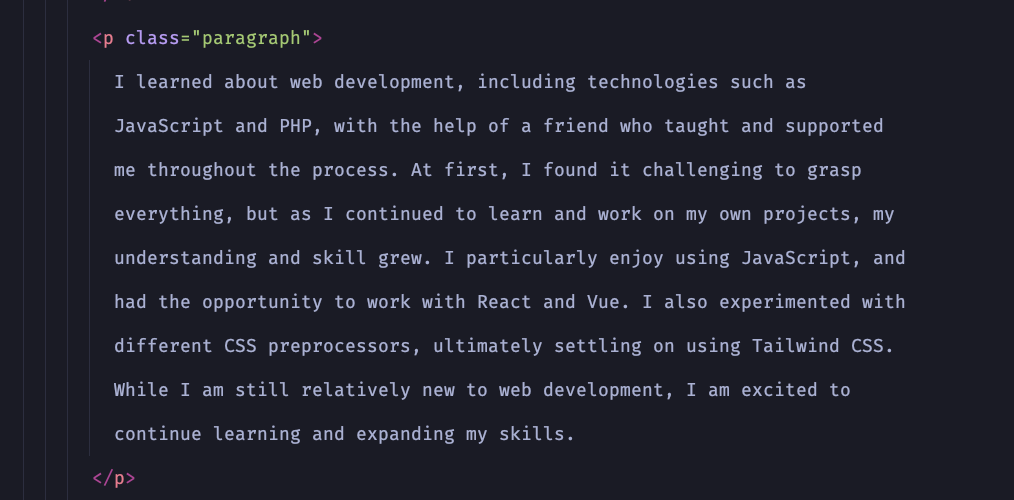 <p class="paragraph">
I learned about web development, including technologies such as
JavaScript and PHP, with the help of a friend who taught and supported
me throughout the process. At first, I found it challenging to grasp
everything, but as I continued to learn and work on my own projects, my
understanding and skill grew. I particularly enjoy using JavaScript, and
had the opportunity to work with React and Vue. I also experimented with
different CSS preprocessors, ultimately settling on using Tailwind CSS.
While I am still relatively new to web development, I am excited to
continue learning and expanding my skills.
</p>